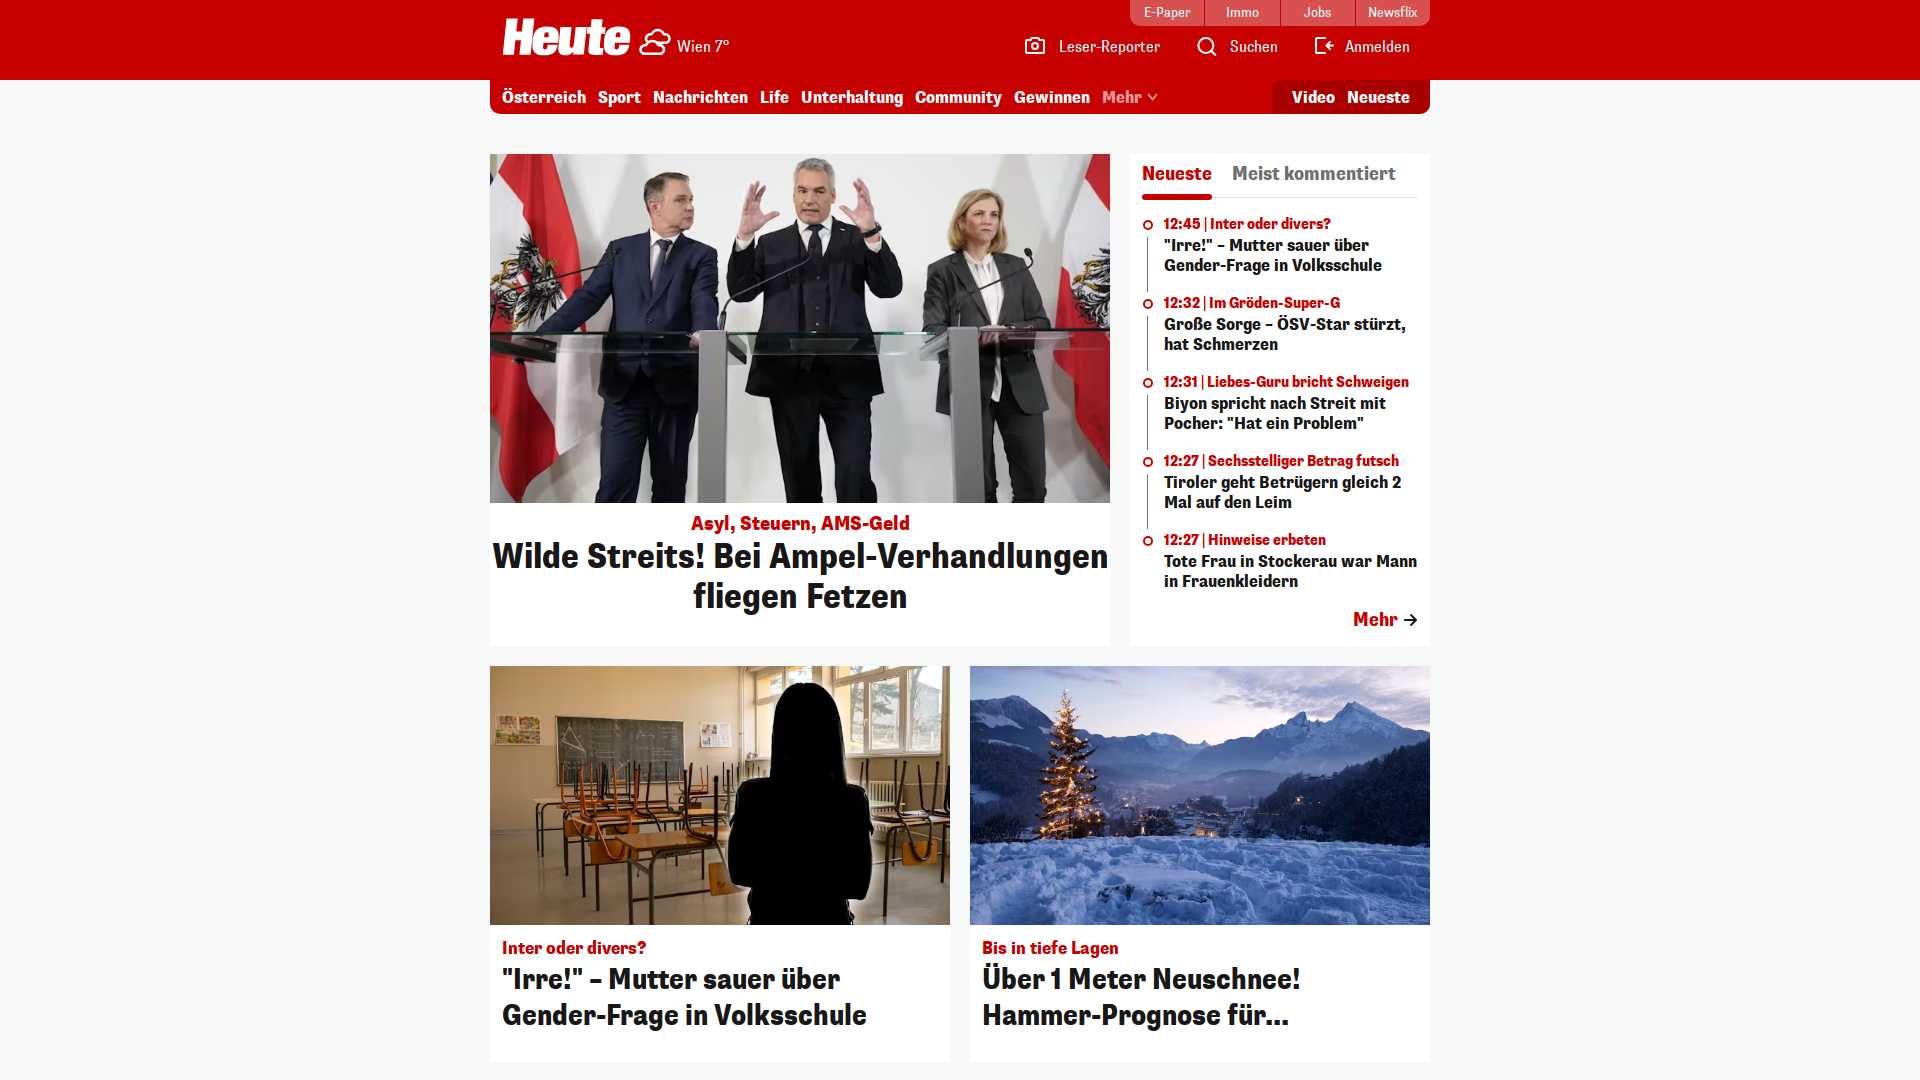 E-Paper
Immo
Jobs
Newsflix
Heute
Wien 7°
Leser-Reporter
Suchen
Anmelden
Österreich
Sport
Nachrichten
Life
Unterhaltung
Community
Gewinnen
Mehr
Video
Neueste
Asyl, Steuern, AMS-Geld
Wilde Streits! Bei Ampel-Verhandlungen
fliegen Fetzen
Neueste
Meist kommentiert
12:45 | Inter oder divers?
"Irre!" – Mutter sauer über
Gender-Frage in Volksschule
12:32 | Im Gröden-Super-G
Große Sorge – ÖSV-Star stürzt,
hat Schmerzen
12:31 | Liebes-Guru bricht Schweigen
Biyon spricht nach Streit mit
Pocher: "Hat ein Problem"
12:27 | Sechsstelliger Betrag futsch
Tiroler geht Betrügern gleich 2
Mal auf den Leim
12:27 | Hinweise erbeten
Tote Frau in Stockerau war Mann
in Frauenkleidern
Mehr
Inter oder divers?
"Irre!" – Mutter sauer über
Gender-Frage in Volksschule
Bis in tiefe Lagen
Über 1 Meter Neuschnee!
Hammer-Prognose für...